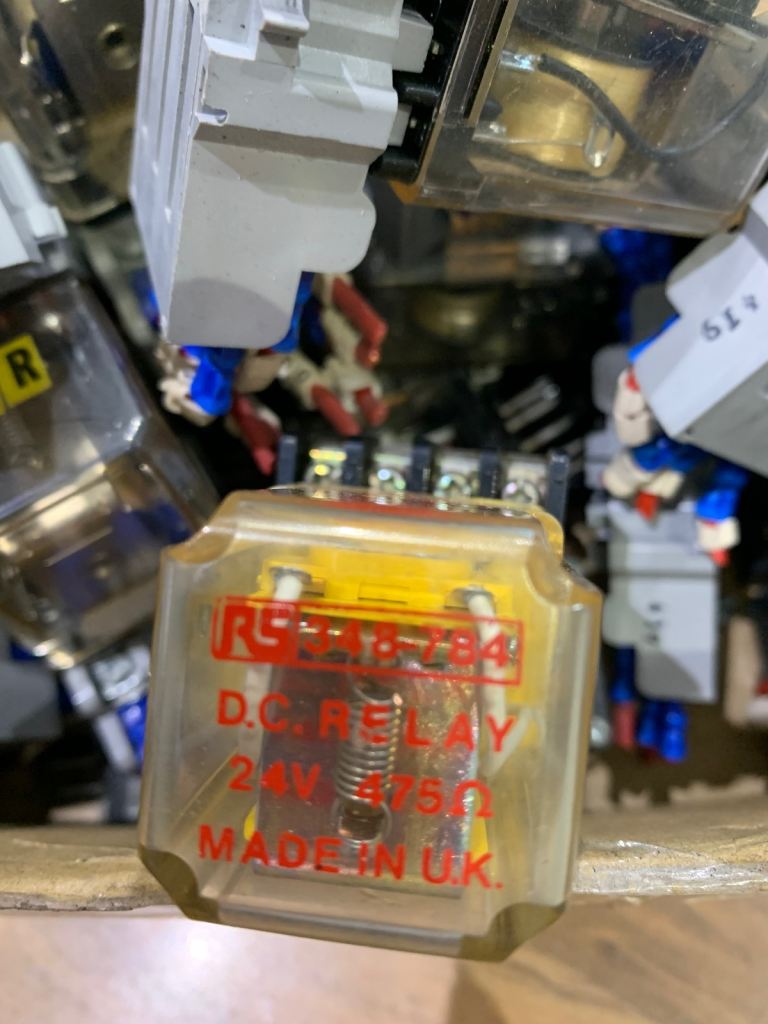 R
RS 348-784
D.C. RELAY
24V 475Ω
MADE IN U.K.